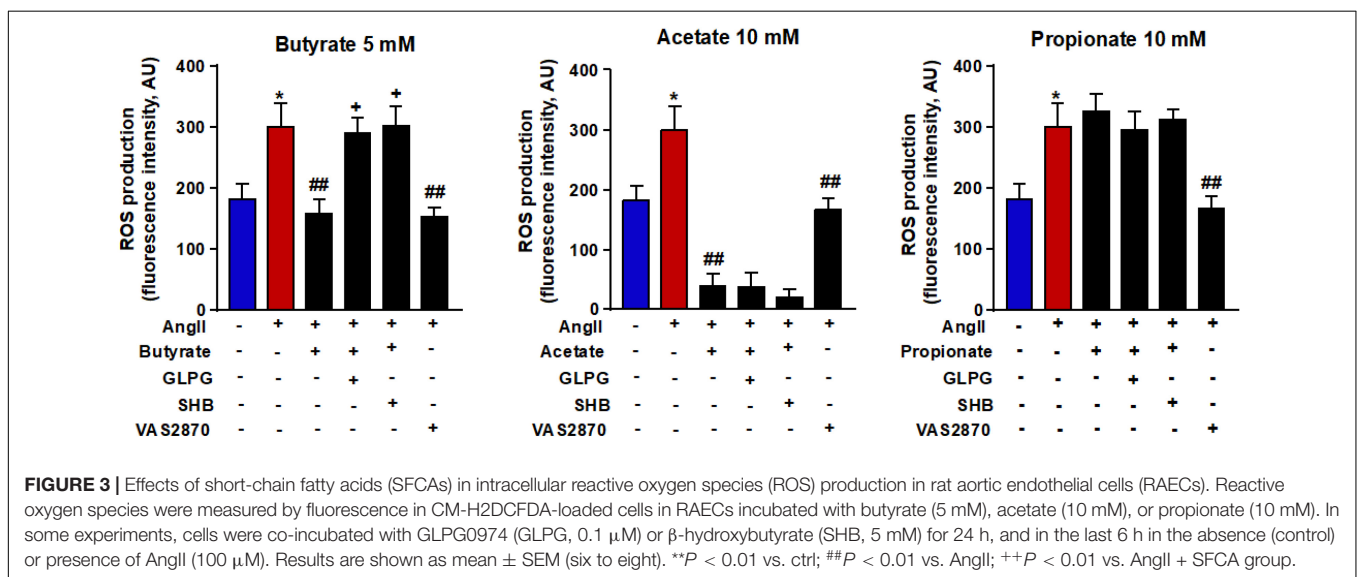 Butyrate 5 mM
ROS production
(fluorescence intensity, AU)
400
300
200
100
0
*
##
+
+
##
AngII - + + + + +
Butyrate - - + + + -
GLPG - - - + - -
SHB - - - - + -
VAS2870 - - - - - +
Acetate 10 mM
ROS production
(fluorescence intensity, AU)
400
300
200
100
0
*
##
##
AngII - + + + + +
Acetate - - + + + -
GLPG - - - + - -
SHB - - - - + -
VAS2870 - - - - - +
Propionate 10 mM
ROS production
(fluorescence intensity, AU)
400
300
200
100
0
*
##
AngII - + + + + +
Propionate - - + + + -
GLPG - - - + - -
SHB - - - - + -
VAS2870 - - - - - +
FIGURE 3 | Effects of short-chain fatty acids (SFCAs) in intracellular reactive oxygen species (ROS) production in rat aortic endothelial cells (RAECs). Reactive
oxygen species were measured by fluorescence in CM-H2DCFDA-loaded cells in RAECs incubated with butyrate (5 mM), acetate (10 mM), or propionate (10 mM). In
some experiments, cells were co-incubated with GLPG0974 (GLPG, 0.1 μM) or β-hydroxybutyrate (SHB, 5 mM) for 24 h, and in the last 6 h in the absence (control)
or presence of AngII (100 μM). Results are shown as mean ± SEM (six to eight). **P < 0.01 vs. ctrl; ##P < 0.01 vs. AngII; ++P < 0.01 vs. AngII + SFCA group.